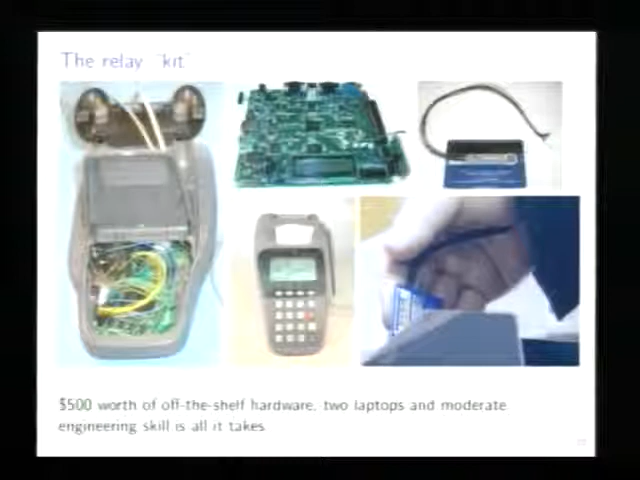 The relay "kit"
$500 worth of off-the-shelf hardware, two laptops and moderate
engineering skill is all it takes